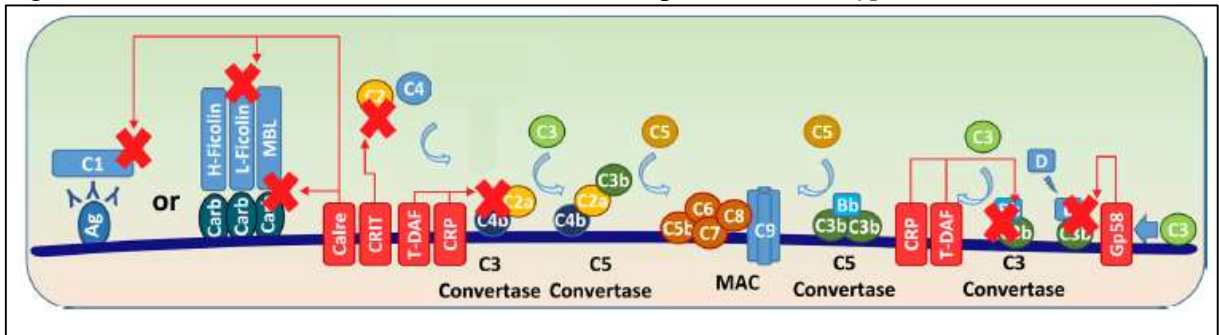 C1
Ag
or
H-Ficolin
L-Ficolin
MBL
Carb
Carb
Calre
CRIT
T-DAF
CRP
C4
C4b
C2a
C3
Convertase
C3
C4b
C2a
C3b
C5
Convertase
C5
C5b
C6
C7
C8
C9
MAC
C5
Bb
C3b
C3b
C5
Convertase
CRP
T-DAF
C3
C3
Convertase
D
C3b
Gp58
C3